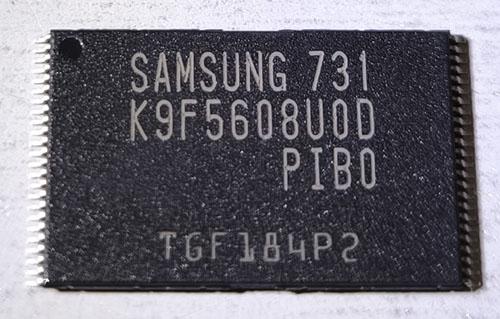 SAMSUNG 731
K9F5608U0D
PIB0
TGF184P2